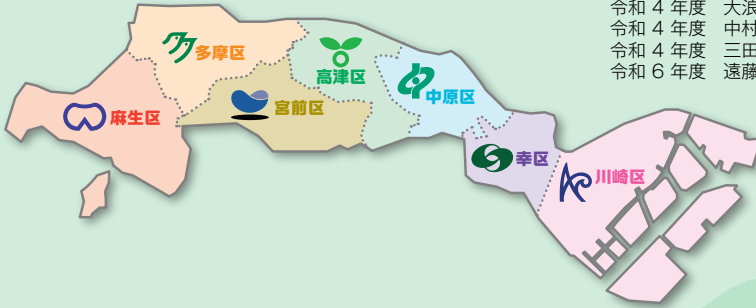 令和 4 年度 大浪
令和 4 年度 中村
令和 4 年度 三田
令和 6 年度 遠藤
多摩区
高津区
中原区
宮前区
麻生区
幸区
川崎区